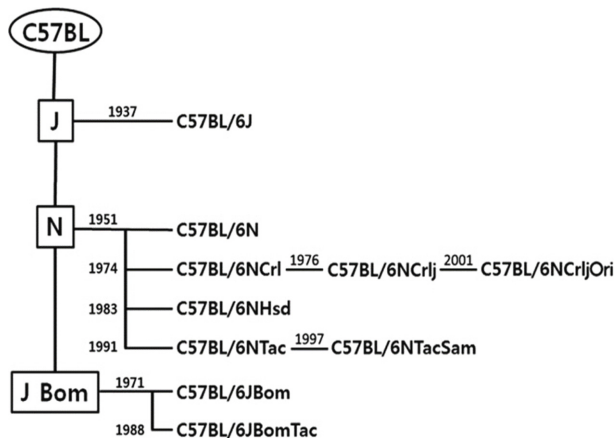 C57BL
J 1937 C57BL/6J
N 1951 C57BL/6N
1974 C57BL/6NCrl 1976 C57BL/6NCrlj 2001 C57BL/6NCrljOri
1983 C57BL/6NHsd
1991 C57BL/6NTac 1997 C57BL/6NTacSam
J Bom 1971 C57BL/6JBom
1988 C57BL/6JBomTac